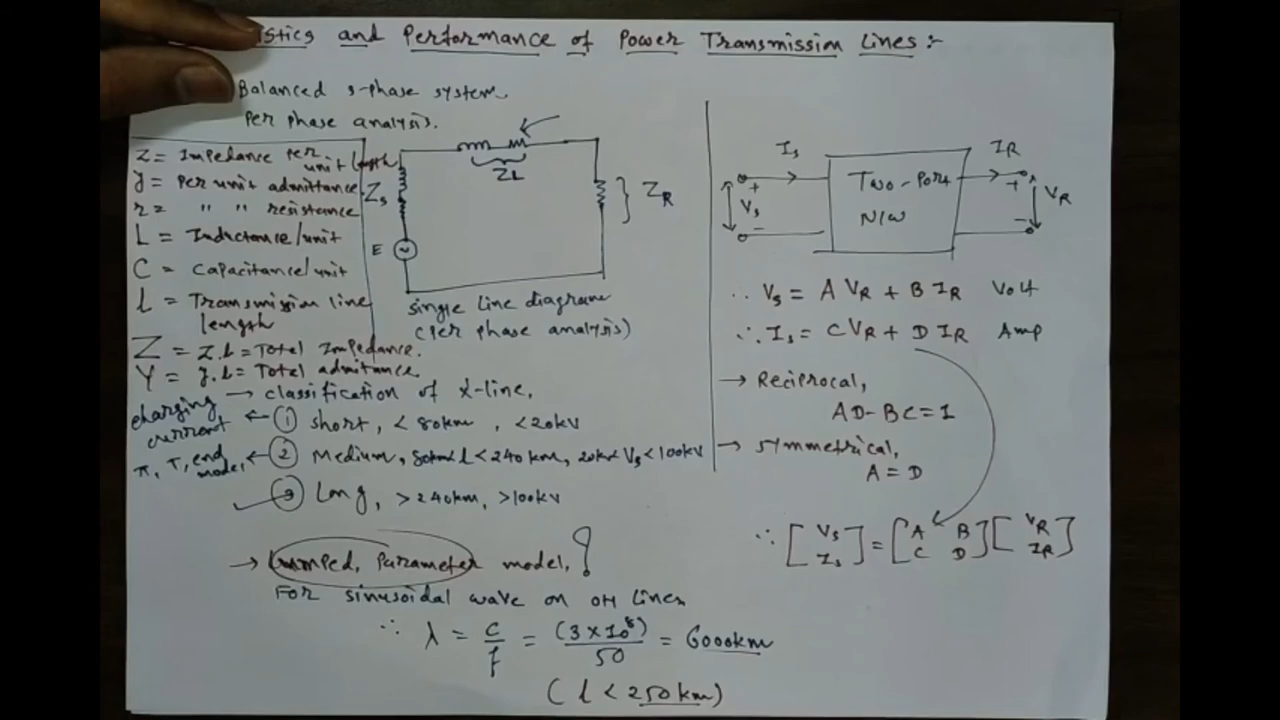 istics and Performance of Power Transmission Lines :-
Balanced 3-phase system
Per phase analysis.
Z = Impedance per unit length
y = Per unit admittance
r = " " resistance
L = Inductance/unit
C = Capacitance/unit
l = Transmission line length
Z = z.l = Total Impedance.
Y = y.l = Total admitance.
ZL
Zs
ZR
E
single line diagram
(Per phase analysis)
→ classification of x-line,
charging current ← ① short, < 80km, < 20kv
π, T, end model ← ② Medium, 80km< l < 240 km, 20kv< Vs < 100kv
③ Long, > 240km, > 100kv
→ Lumped, Parameter model,
For sinusoidal wave on OH Lines
∴ λ = c/f = (3 × 10⁸)/50 = 6000km
( l < 250 km)
Is
IR
+
Vs
-
Two-Port
N/W
+
VR
-
∴ Vs = A VR + B IR Volt
∴ Is = C VR + D IR Amp
→ Reciprocal,
AD - BC = 1
→ symmetrical,
A = D
∴ [Vs Is] = [A B C D] [VR IR]